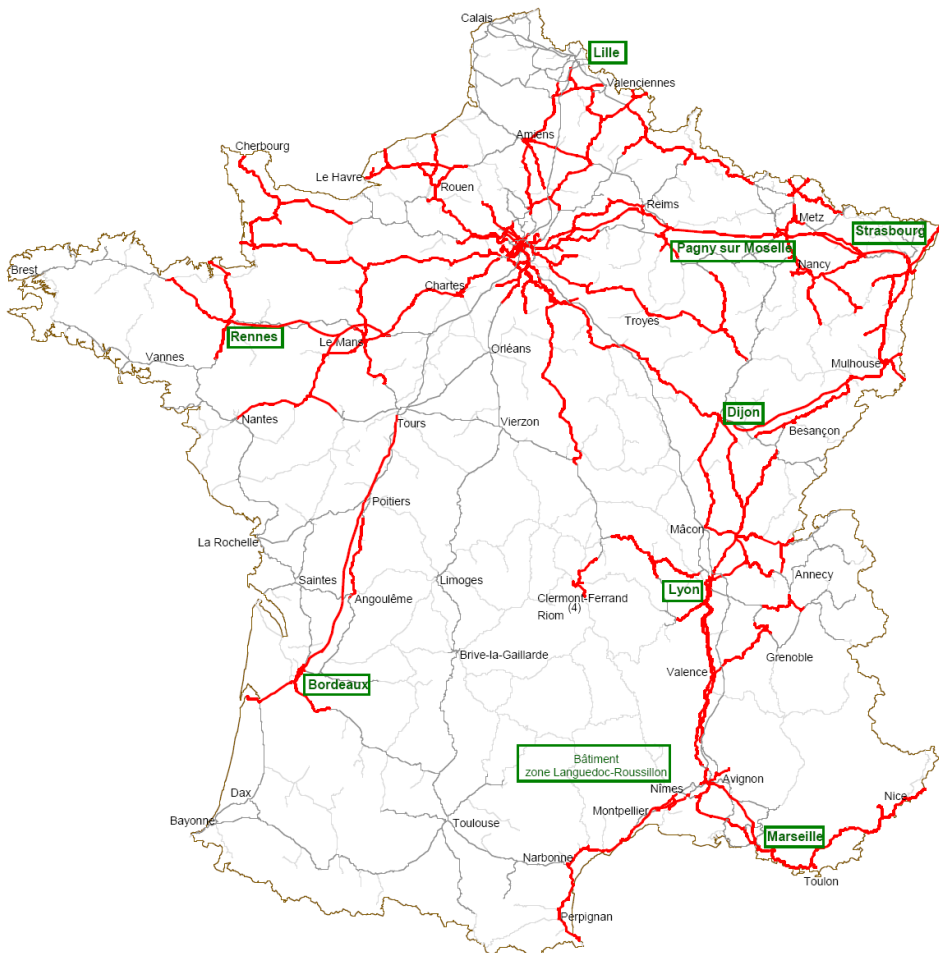 Calais
Lille
Valenciennes
Amiens
Cherbourg
Le Havre
Rouen
Reims
Metz
Strasbourg
Pagny sur Moselle
Nancy
Brest
Chartes
Troyes
Rennes
Le Mans
Orléans
Vannes
Mulhouse
Dijon
Nantes
Tours
Vierzon
Besançon
Poitiers
Mâcon
La Rochelle
Saintes
Limoges
Annecy
Lyon
Angoulême
Clermont-Ferrand
Riom
(4)
Brive-la-Gaillarde
Grenoble
Valence
Bordeaux
Bâtiment
zone Languedoc-Roussillon
Avignon
Nîmes
Nice
Dax
Montpellier
Bayonne
Toulouse
Marseille
Narbonne
Toulon
Perpignan